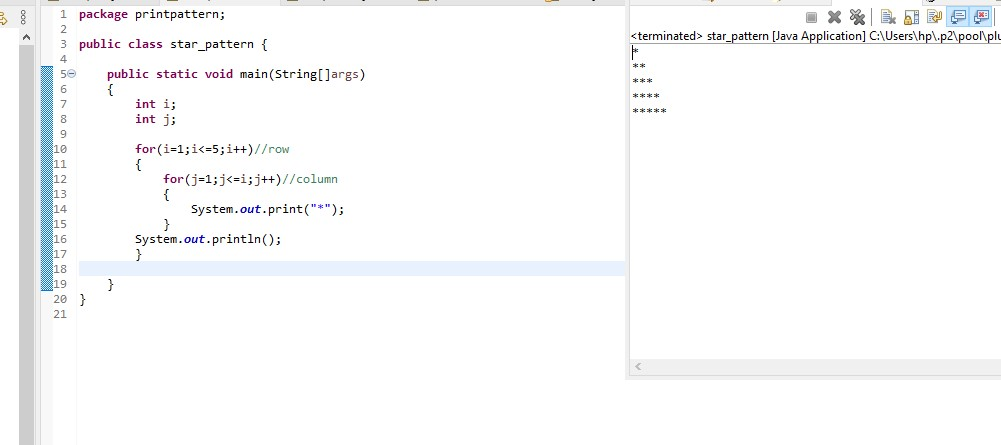 1 package printpattern;
2
3 public class star_pattern {
4
5     public static void main(String[]args)
6     {
7         int i;
8         int j;
9
10         for(i=1;i<=5;i++)//row
11         {
12             for(j=1;j<=i;j++)//column
13             {
14                 System.out.print("*");
15             }
16         System.out.println();
17         }
18
19     }
20 }
21
<terminated> star_pattern [Java Application] C:\Users\hp\.p2\pool\plu
*
**
***
****
*****